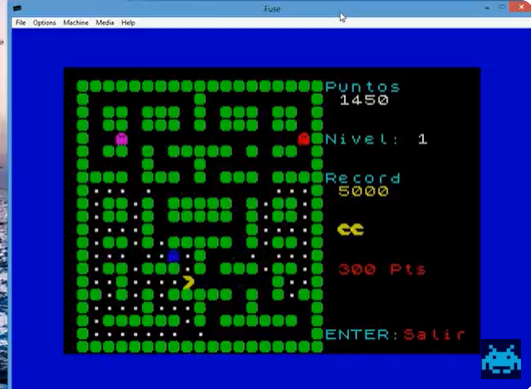 Fuse
File Options Machine Media Help
Puntos
1450
Nivel: 1
Record
5000
300 Pts
ENTER:Salir